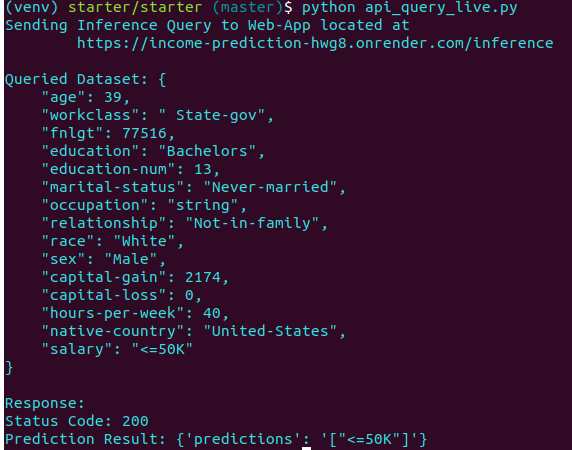 (venv) starter/starter (master)$ python api_query_live.py
Sending Inference Query to Web-App located at
        https://income-prediction-hwg8.onrender.com/inference

Queried Dataset: {
    "age": 39,
    "workclass": " State-gov",
    "fnlgt": 77516,
    "education": "Bachelors",
    "education-num": 13,
    "marital-status": "Never-married",
    "occupation": "string",
    "relationship": "Not-in-family",
    "race": "White",
    "sex": "Male",
    "capital-gain": 2174,
    "capital-loss": 0,
    "hours-per-week": 40,
    "native-country": "United-States",
    "salary": "<=50K"
}

Response:
Status Code: 200
Prediction Result: {'predictions': '["<=50K"]'}